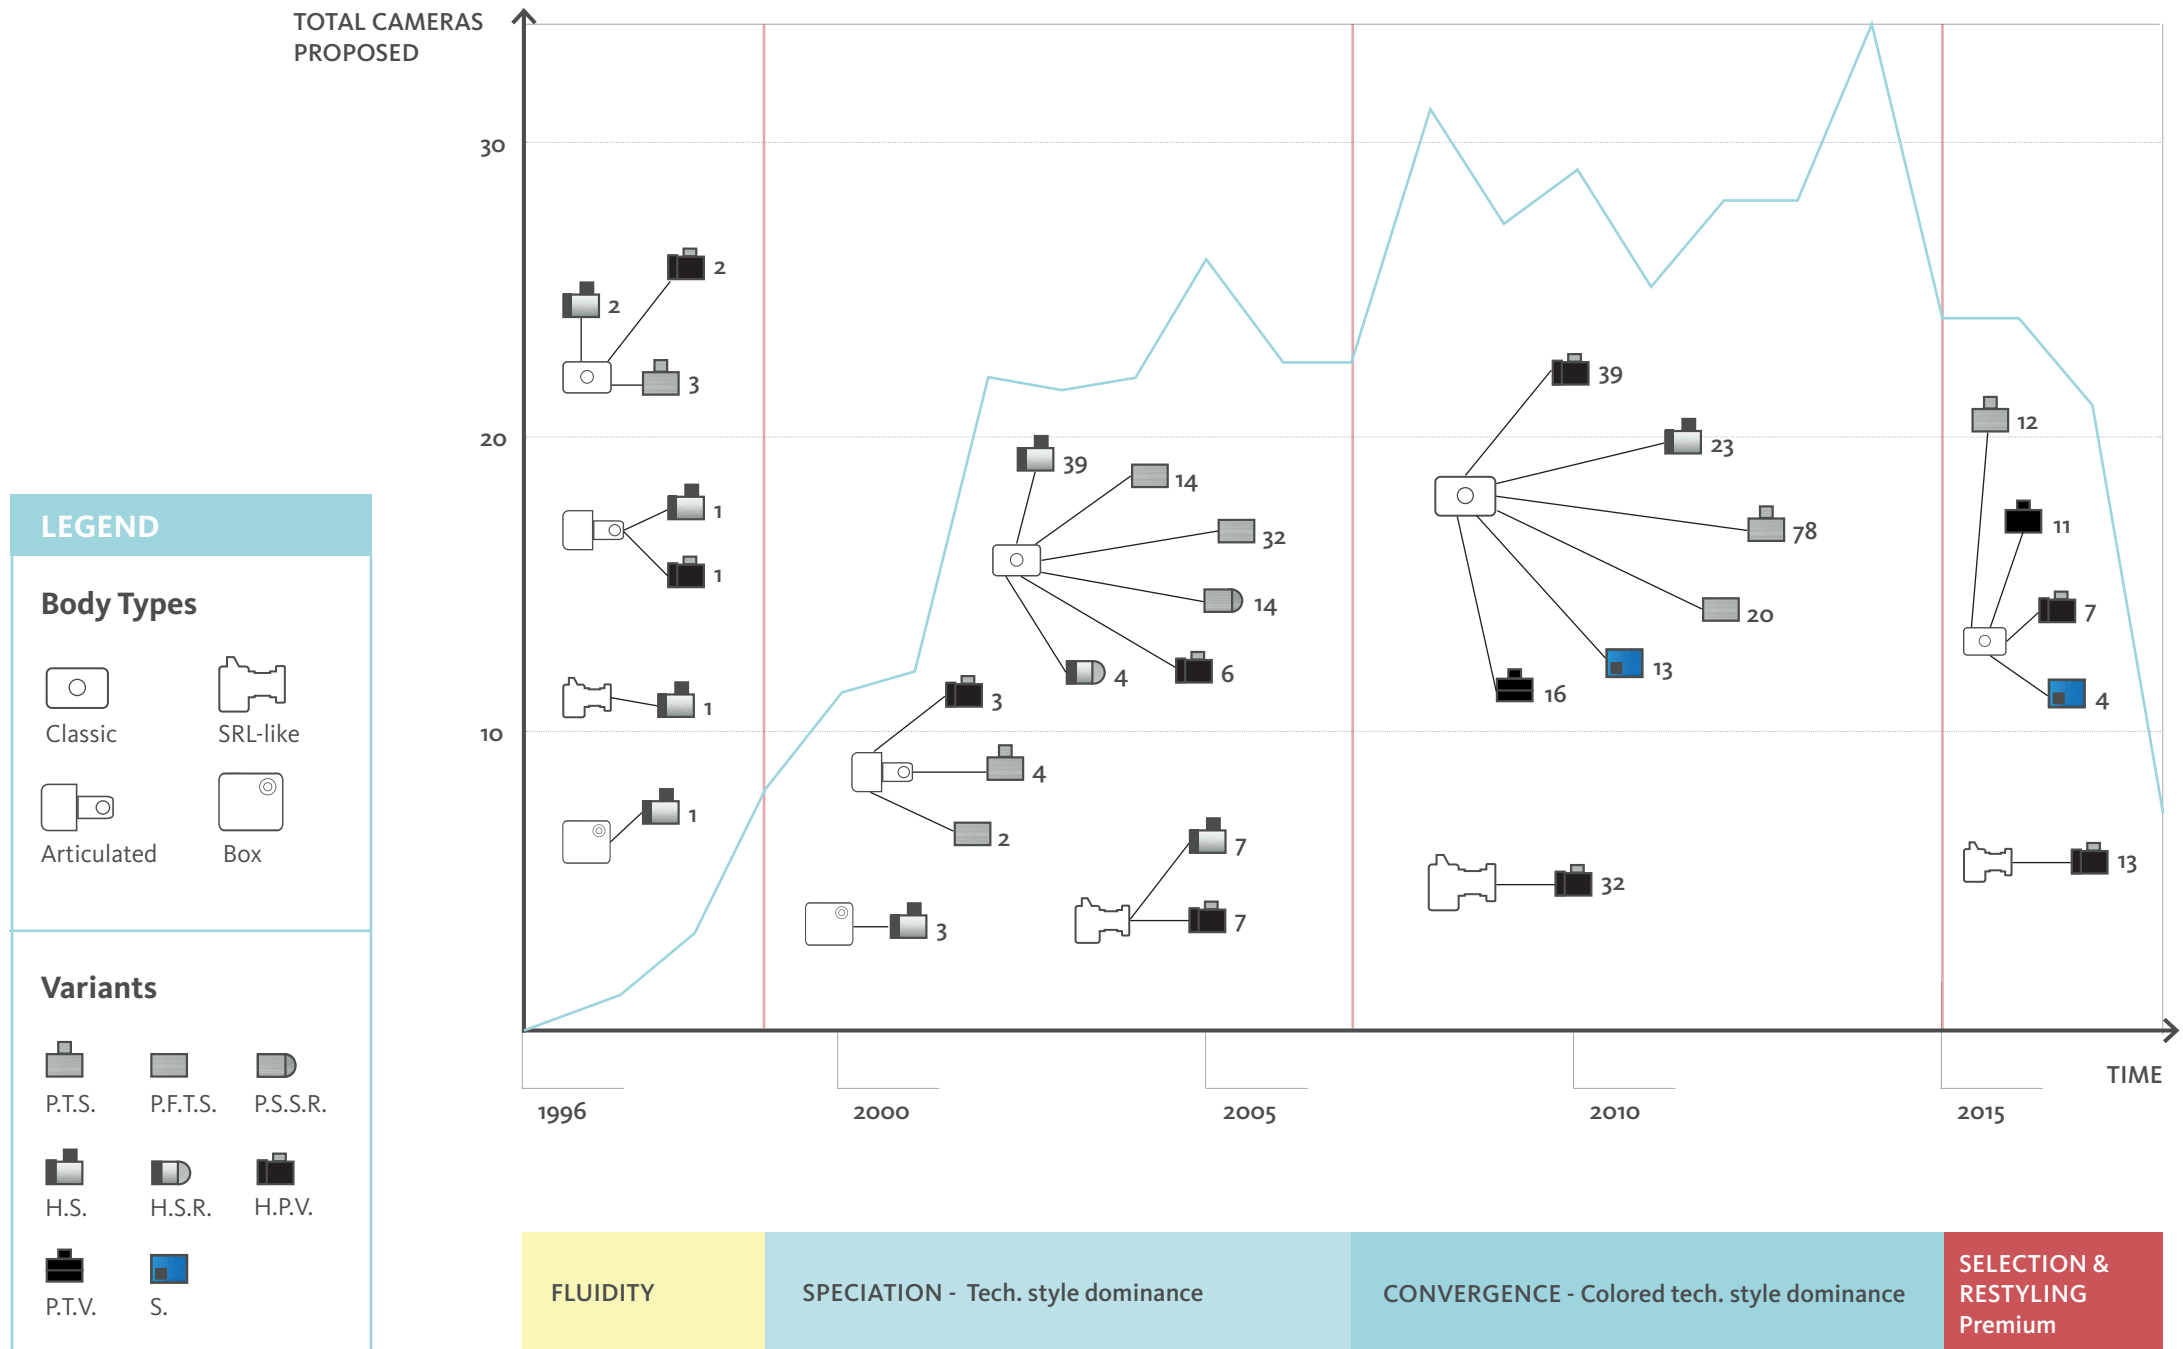 TOTAL CAMERAS
PROPOSED
30
20
10
2
2
3
1
1
1
1
39
14
32
14
6
4
3
4
2
3
7
7
39
23
78
20
13
16
32
12
11
7
4
13
TIME
1996
2000
2005
2010
2015
LEGEND
Body Types
Classic
SRL-like
Articulated
Box
Variants
P.T.S.
P.F.T.S.
P.S.S.R.
H.S.
H.S.R.
H.P.V.
P.T.V.
S.
FLUIDITY
SPECIATION - Tech. style dominance
CONVERGENCE - Colored tech. style dominance
SELECTION &
RESTYLING
Premium